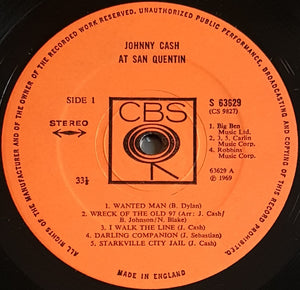 ALL RIGHTS OF THE MANUFACTURER AND OF THE OWNER OF THE RECORDED WORK RESERVED. UNAUTHORIZED PUBLIC PERFORMANCE, BROADCASTING AND COPYING OF THIS RECORD PROHIBITED.
JOHNNY CASH
AT SAN QUENTIN
SIDE 1
S 63629
(CS 9827)
CBS
STEREO
1, Big Ben
Music Ltd.
2, 3, 5, Carlin
Music Corp.
4, Robbins
Music Corp.
33⅓
63629 A
℗ 1969
1. WANTED MAN (B. Dylan)
2. WRECK OF THE OLD 97 (Arr: J. Cash/
B. Johnson/N. Blake)
3. I WALK THE LINE (J. Cash)
4. DARLING COMPANION (J. Sebastian)
5. STARKVILLE CITY JAIL (J. Cash)
MADE IN ENGLAND